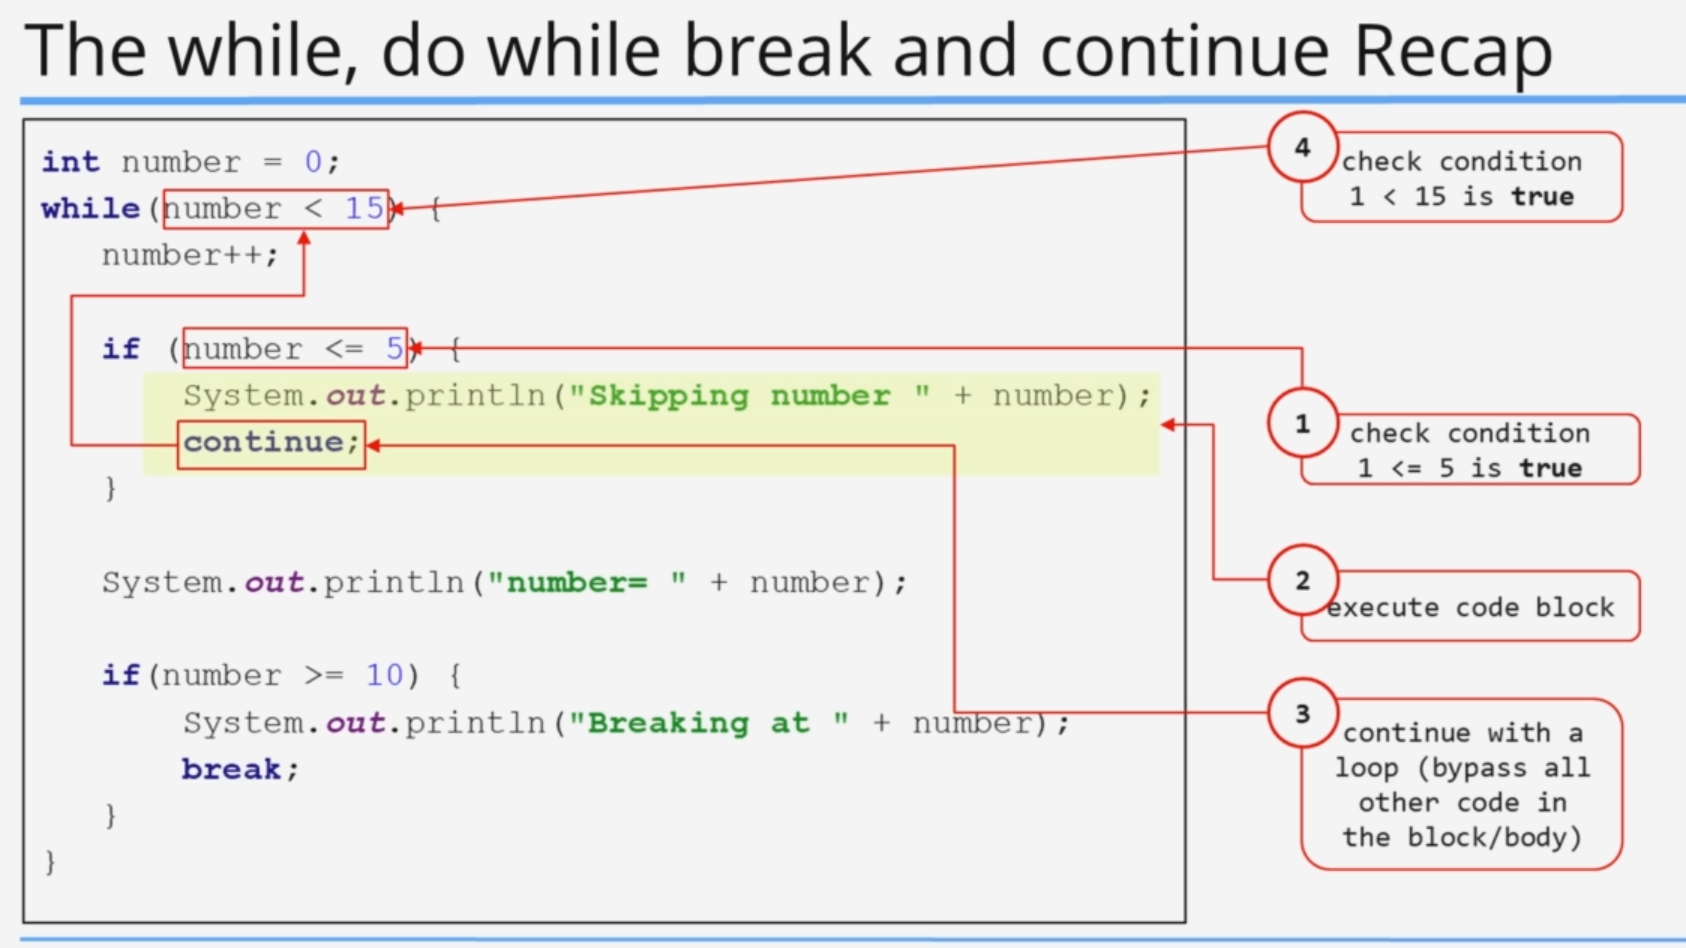 The while, do while break and continue Recap
int number = 0;
while(number < 15) {
number++;
if (number <= 5) {
System.out.println("Skipping number " + number);
continue;
}
System.out.println("number= " + number);
if(number >= 10) {
System.out.println("Breaking at " + number);
break;
}
}
4
check condition
1 < 15 is true
1
check condition
1 <= 5 is true
2
execute code block
3
continue with a
loop (bypass all
other code in
the block/body)